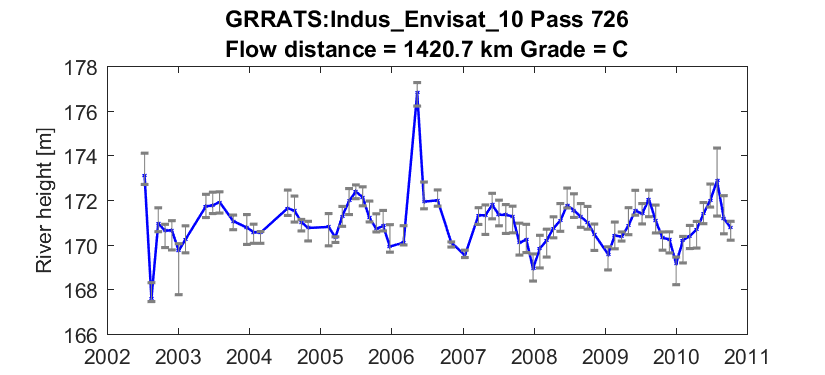 GRRATS:Indus_Envisat_10 Pass 726
Flow distance = 1420.7 km Grade = C
River height [m]
178
176
174
172
170
168
166
2002 2003 2004 2005 2006 2007 2008 2009 2010 2011